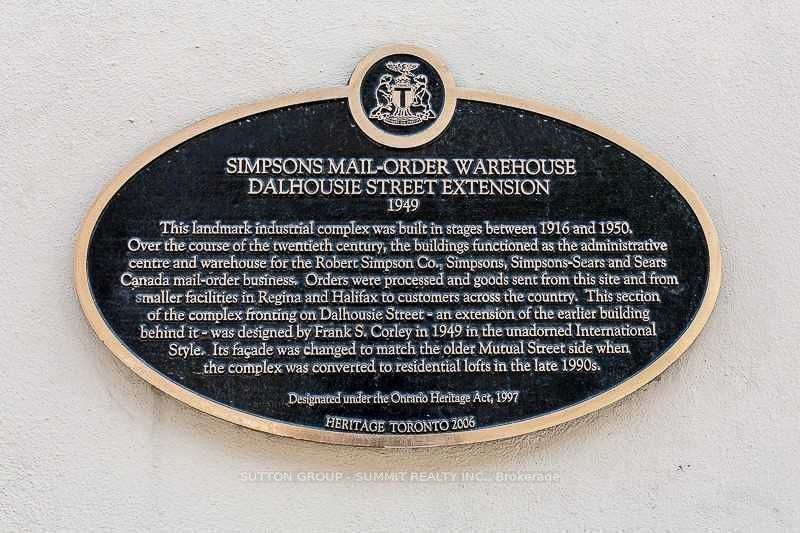 T
SIMPSONS MAIL-ORDER WAREHOUSE
DALHOUSIE STREET EXTENSION
1949
This landmark industrial complex was built in stages between 1916 and 1950.
Over the course of the twentieth century, the buildings functioned as the administrative
centre and warehouse for the Robert Simpson Co., Simpsons, Simpsons-Sears and Sears
Canada mail-order business. Orders were processed and goods sent from this site and from
smaller facilities in Regina and Halifax to customers across the country. This section
of the complex fronting on Dalhousie Street - an extension of the earlier building
behind it - was designed by Frank S. Corley in 1949 in the unadorned International
Style. Its façade was changed to match the older Mutual Street side when
the complex was converted to residential lofts in the late 1990s.
Designated under the Ontario Heritage Act, 1997
HERITAGE TORONTO 2006
SUTTON GROUP - SUMMIT REALTY INC., Brokerage